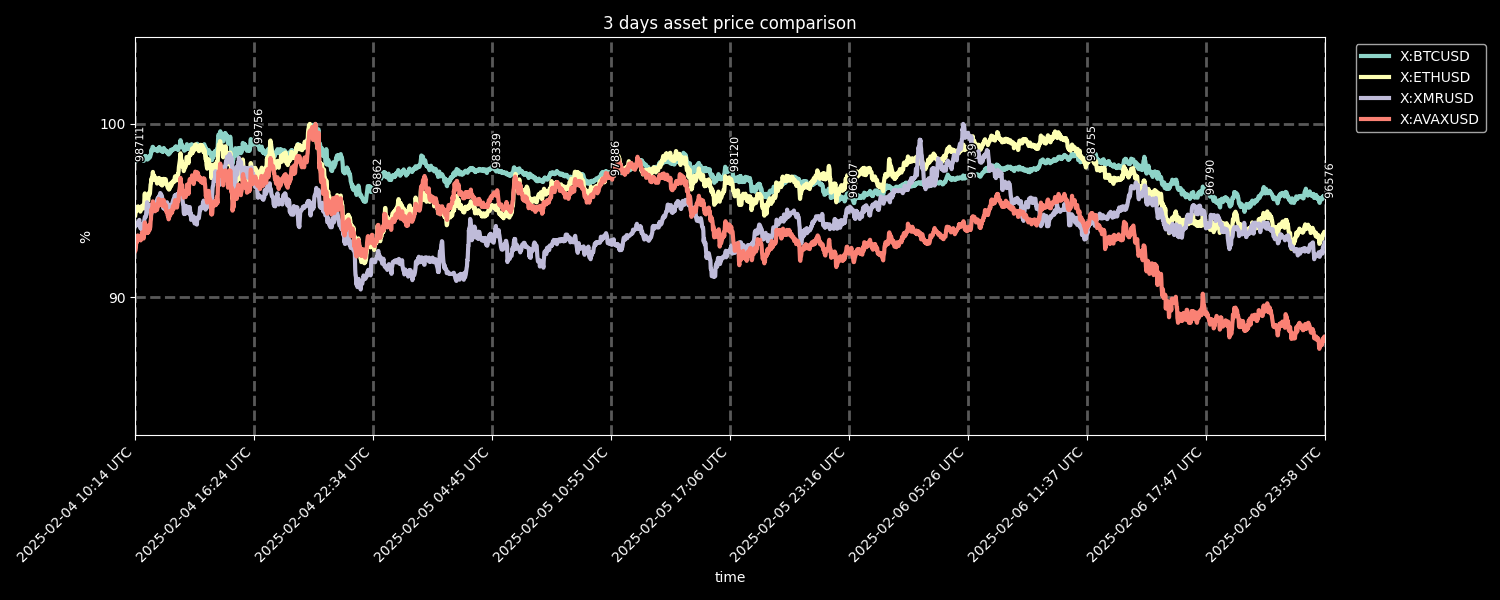 3 days asset price comparison
X:BTCUSD
X:ETHUSD
X:XMRUSD
X:AVAXUSD
%
100
90
98711
99756
96862
98339
97886
98120
96607
97739
98755
96790
96576
2025-02-04 10:14 UTC
2025-02-04 16:24 UTC
2025-02-04 22:34 UTC
2025-02-05 04:45 UTC
2025-02-05 10:55 UTC
2025-02-05 17:06 UTC
2025-02-05 23:16 UTC
2025-02-06 05:26 UTC
2025-02-06 11:37 UTC
2025-02-06 17:47 UTC
2025-02-06 23:58 UTC
time